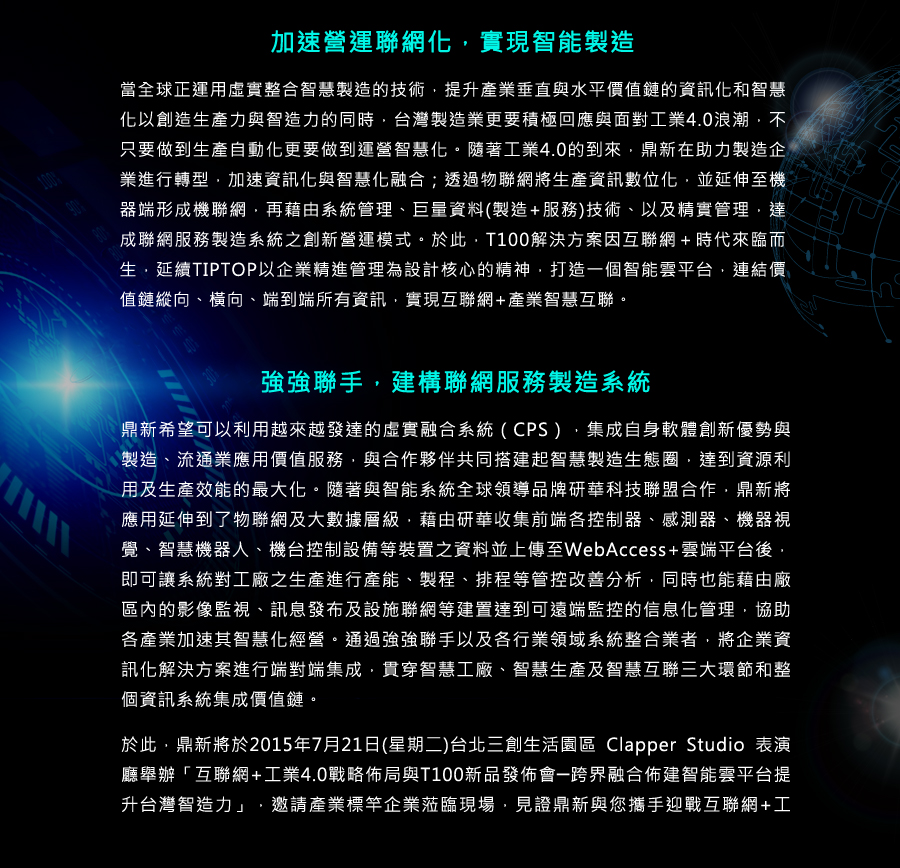 加速營運聯網化，實現智能製造
當全球正運用虛實整合智慧製造的技術，提升產業垂直與水平價值鏈的資訊化和智慧
化以創造生產力與智造力的同時，台灣製造業更要積極回應與面對工業4.0浪潮，不
只要做到生產自動化更要做到運營智慧化。隨著工業4.0的到來，鼎新在助力製造企
業進行轉型，加速資訊化與智慧化融合；透過物聯網將生產資訊數位化，並延伸至機
器端形成機聯網，再藉由系統管理、巨量資料(製造+服務)技術、以及精實管理，達
成聯網服務製造系統之創新營運模式。於此，T100解決方案因互聯網＋時代來臨而
生，延續TIPTOP以企業精進管理為設計核心的精神，打造一個智能雲平台，連結價
值鏈縱向、橫向、端到端所有資訊，實現互聯網+產業智慧互聯。
強強聯手，建構聯網服務製造系統
鼎新希望可以利用越來越發達的虛實融合系統（CPS），集成自身軟體創新優勢與
製造、流通業應用價值服務，與合作夥伴共同搭建起智慧製造生態圈，達到資源利
用及生產效能的最大化。隨著與智能系統全球領導品牌研華科技聯盟合作，鼎新將
應用延伸到了物聯網及大數據層級，藉由研華收集前端各控制器、感測器、機器視
覺、智慧機器人、機台控制設備等裝置之資料並上傳至WebAccess+雲端平台後，
即可讓系統對工廠之生產進行產能、製程、排程等管控改善分析，同時也能藉由廠
區內的影像監視、訊息發布及設施聯網等建置達到可遠端監控的信息化管理，協助
各產業加速其智慧化經營。通過強強聯手以及各行業領域系統整合業者，將企業資
訊化解決方案進行端對端集成，貫穿智慧工廠、智慧生產及智慧互聯三大環節和整
個資訊系統集成價值鏈。
於此，鼎新將於2015年7月21日(星期二)台北三創生活園區 Clapper Studio 表演
廳舉辦「互聯網+工業4.0戰略佈局與T100新品發佈會─跨界融合佈建智能雲平台提
升台灣智造力」，邀請產業標竿企業蒞臨現場，見證鼎新與您攜手迎戰互聯網+工